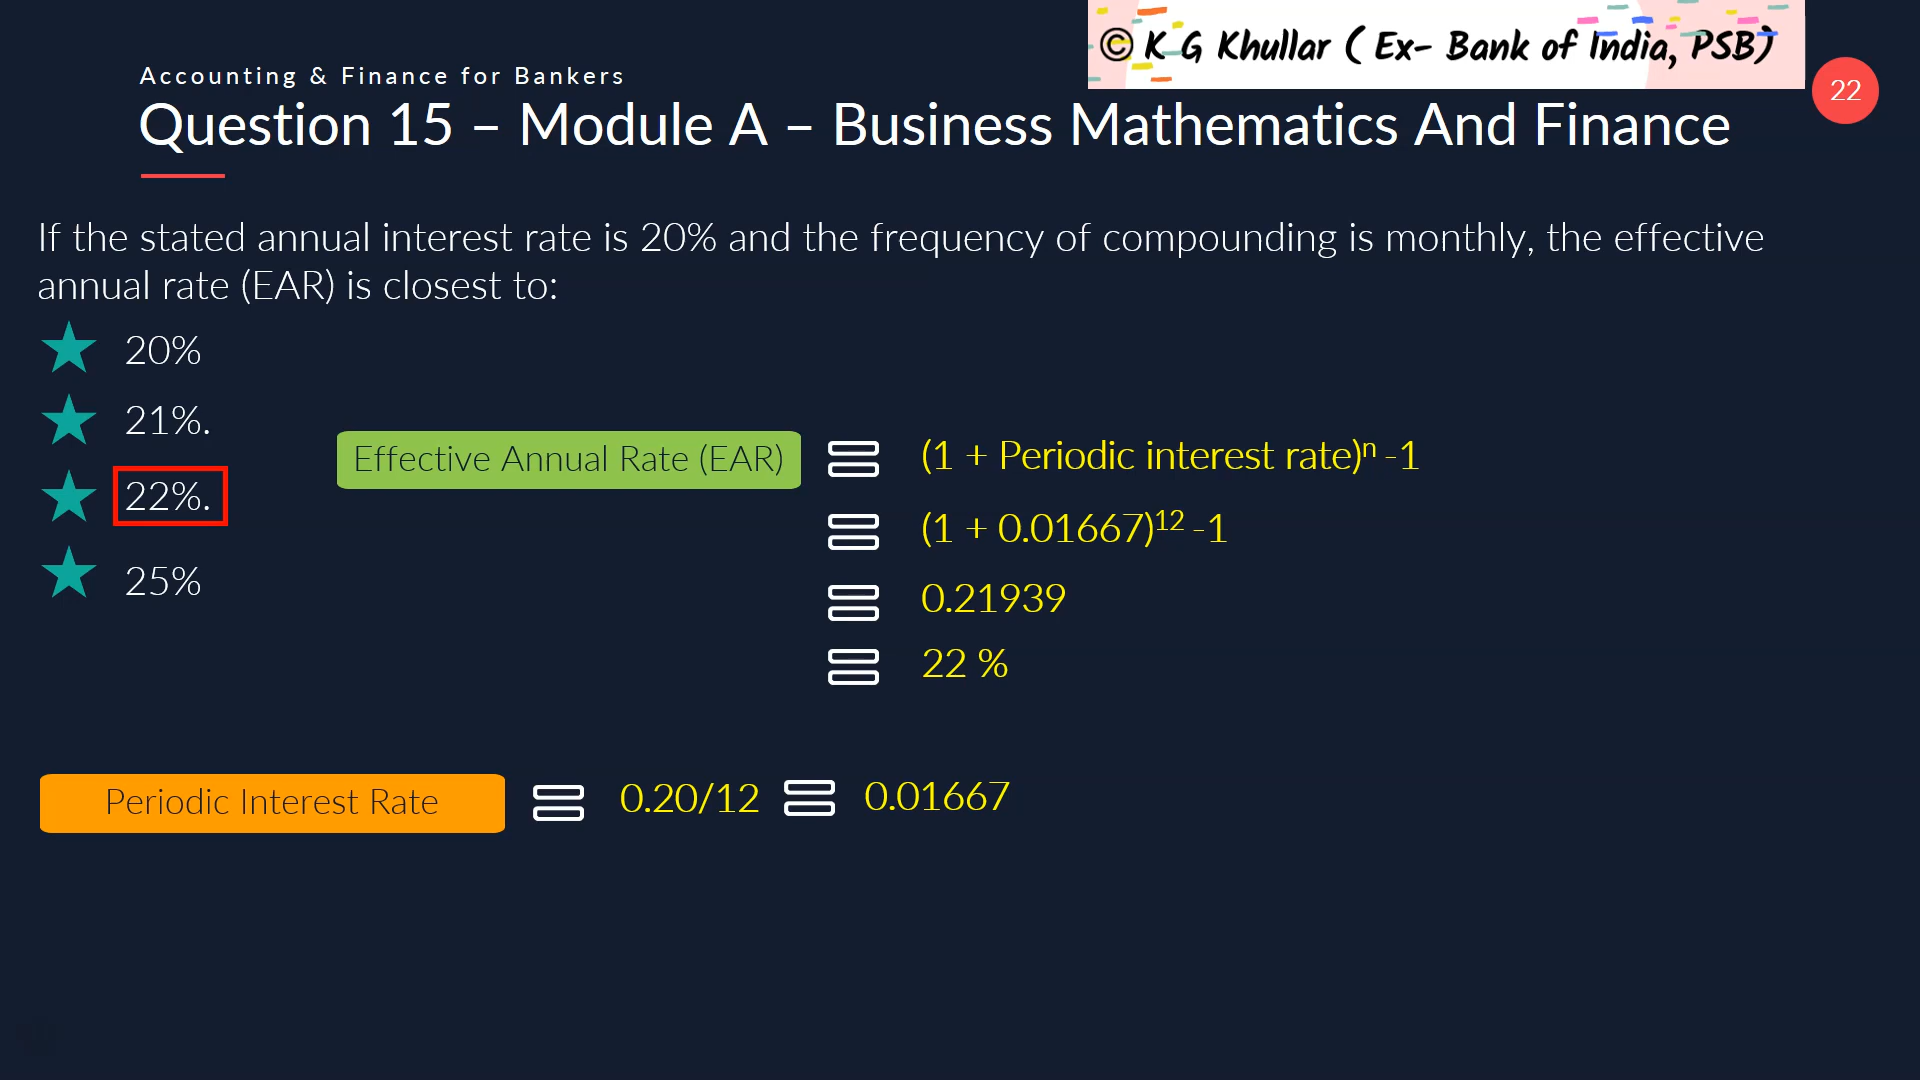 © K G Khullar ( Ex- Bank of India, PSB)
Accounting & Finance for Bankers
22
Question 15 – Module A – Business Mathematics And Finance
If the stated annual interest rate is 20% and the frequency of compounding is monthly, the effective
annual rate (EAR) is closest to:
20%
21%.
22%.
25%
Effective Annual Rate (EAR) = (1 + Periodic interest rate)ⁿ -1
= (1 + 0.01667)¹² -1
= 0.21939
= 22 %
Periodic Interest Rate = 0.20/12 = 0.01667